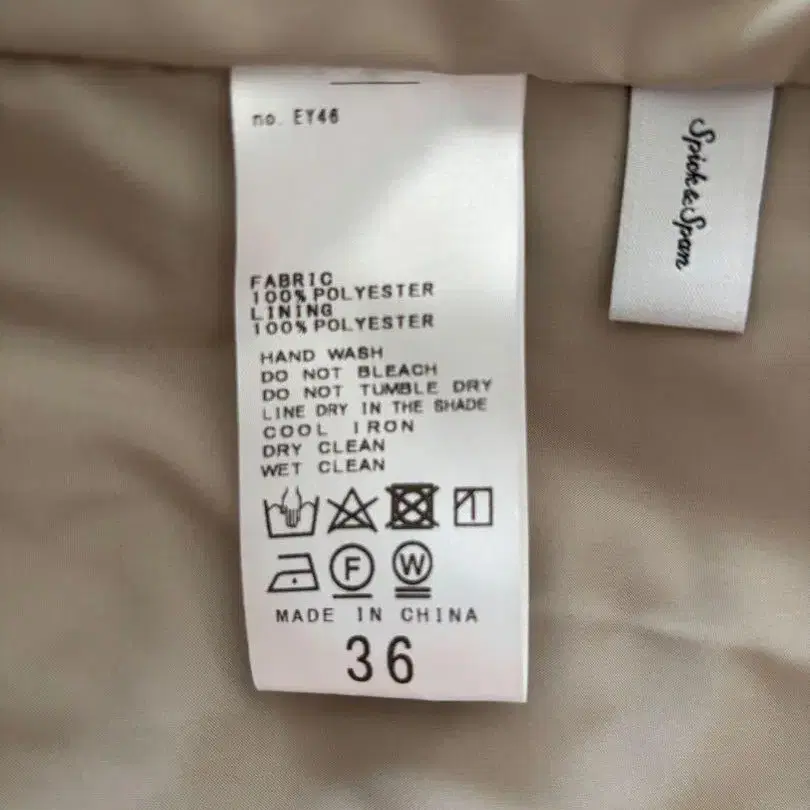 no. EY46
Spick&Span
FABRIC
100% POLYESTER
LINING
100% POLYESTER
HAND WASH
DO NOT BLEACH
DO NOT TUMBLE DRY
LINE DRY IN THE SHADE
COOL IRON
DRY CLEAN
WET CLEAN
F W
MADE IN CHINA
36